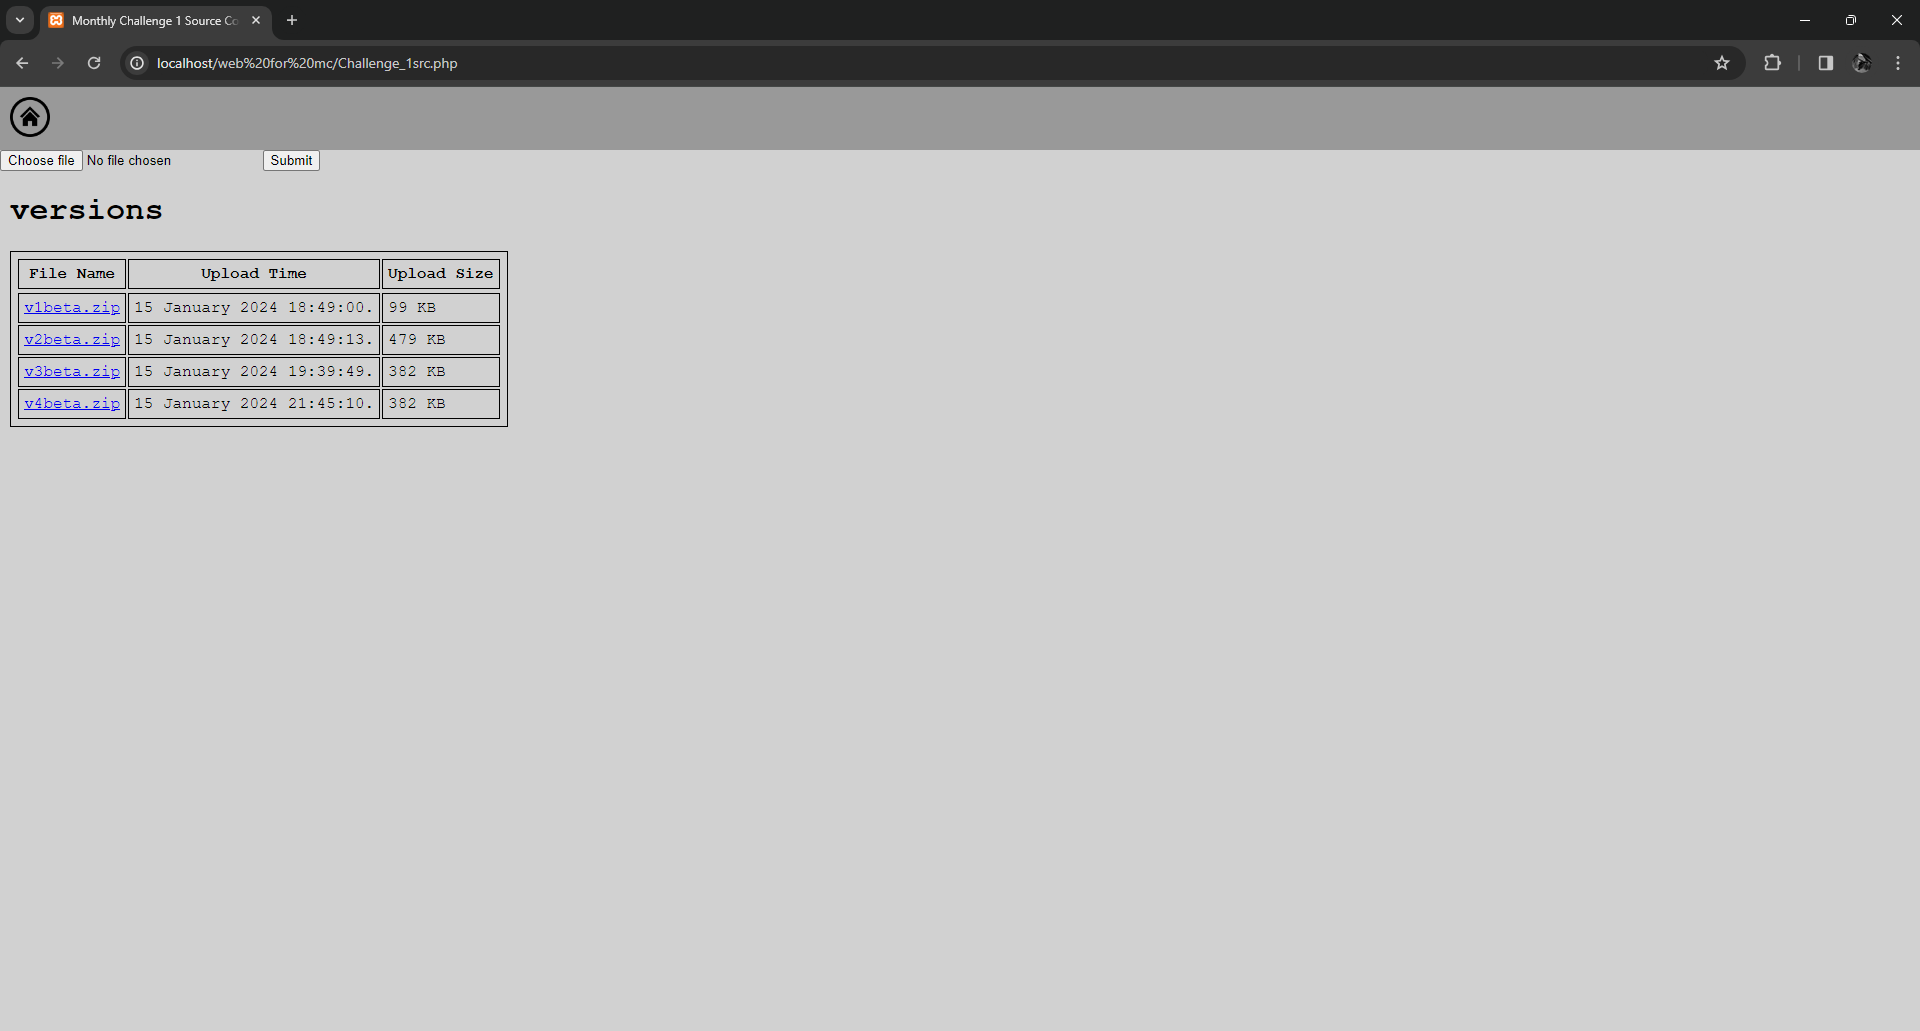 Monthly Challenge 1 Source Co
localhost/web%20for%20mc/Challenge_1src.php
Choose file No file chosen Submit
versions
File Name Upload Time Upload Size
v1beta.zip 15 January 2024 18:49:00. 99 KB
v2beta.zip 15 January 2024 18:49:13. 479 KB
v3beta.zip 15 January 2024 19:39:49. 382 KB
v4beta.zip 15 January 2024 21:45:10. 382 KB